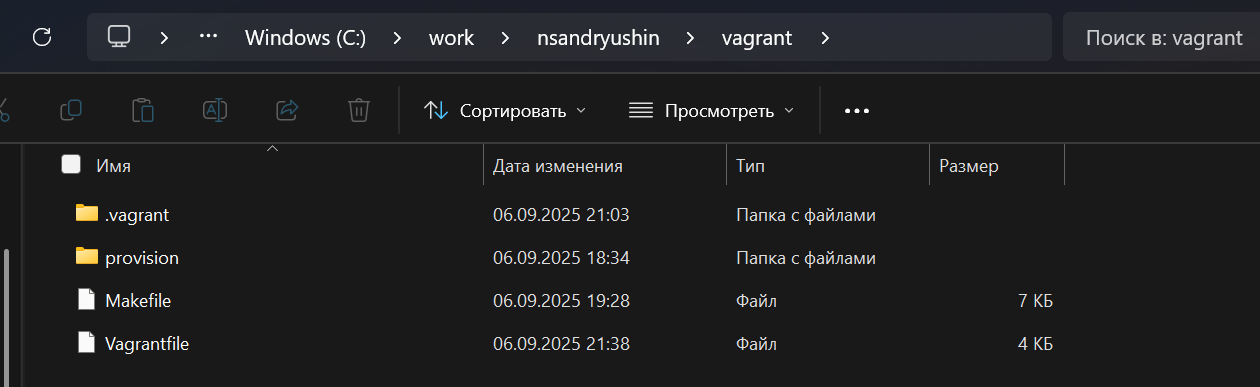 Windows (C:) > work > nsandryushin > vagrant > Поиск в: vagrant
Сортировать Просмотреть
Имя Дата изменения Тип Размер
.vagrant 06.09.2025 21:03 Папка с файлами
provision 06.09.2025 18:34 Папка с файлами
Makefile 06.09.2025 19:28 Файл 7 КБ
Vagrantfile 06.09.2025 21:38 Файл 4 КБ